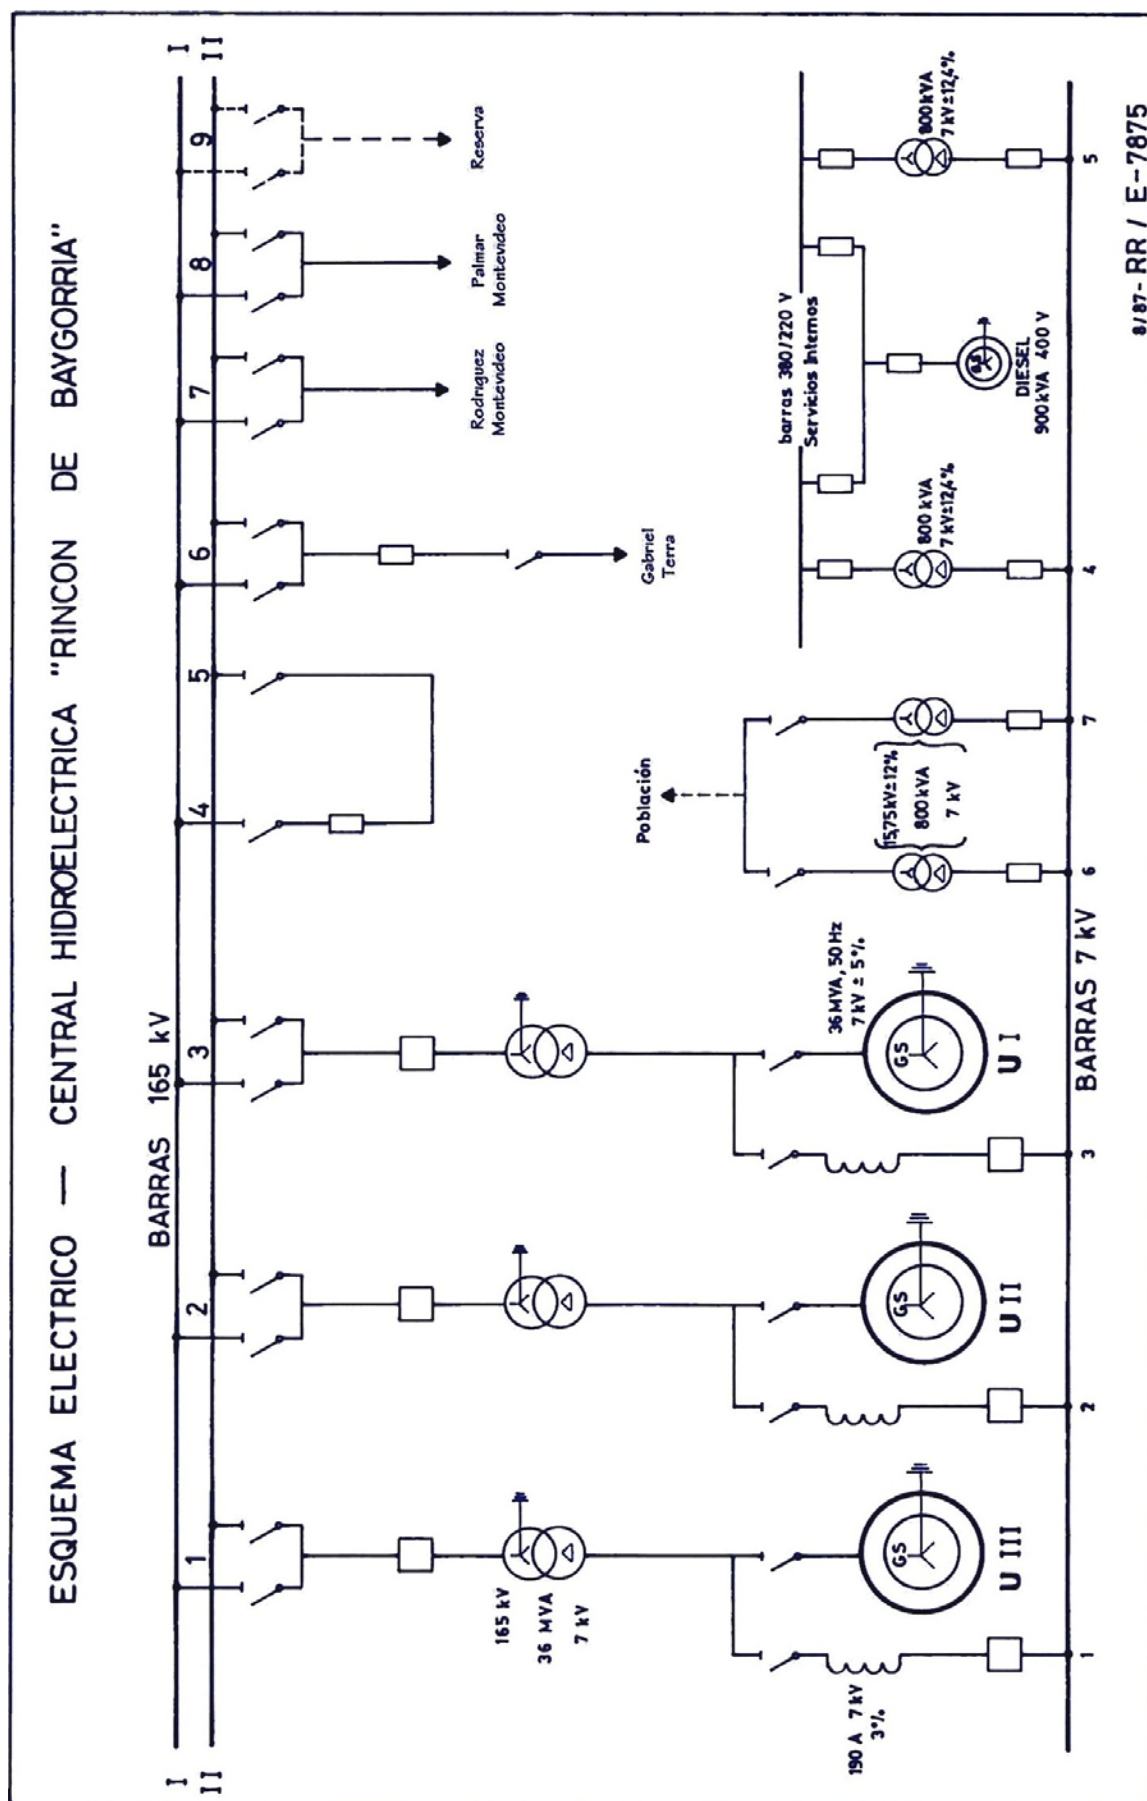 ESQUEMA ELECTRICO — CENTRAL HIDROELECTRICA "RINCON DE BAYGORRIA"
BARRAS 165 kV
I
II
I
II
1
2
3
4
5
6
7
8
9
Gabriel
Terra
Rodriguez
Montevideo
Palmar
Montevideo
Reserva
165 kV
36 MVA
7 kV
Población
barras 380/220 V
Servicios Internos
190 A 7 kV
3%
36 MVA, 50 Hz
7 kV ± 5%
15,75 kV ± 12%
800 kVA
7 kV
800 kVA
7 kV ± 12,4%
800 kVA
7 kV ± 12,4%
GS
U III
GS
U II
GS
U I
GS
DIESEL
900 kVA 400 V
BARRAS 7 kV
1
2
3
6
7
4
5
8/87 - RR / E-7875